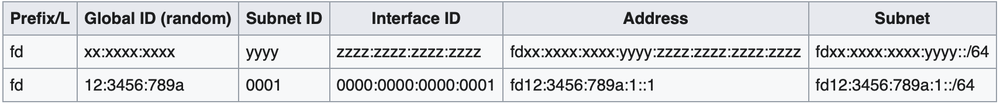 Prefix/L Global ID (random) Subnet ID Interface ID Address Subnet
fd xx:xxxx:xxxx yyyy zzzz:zzzz:zzzz:zzzz fdxx:xxxx:xxxx:yyyy:zzzz:zzzz:zzzz:zzzz fdxx:xxxx:xxxx:yyyy::/64
fd 12:3456:789a 0001 0000:0000:0000:0001 fd12:3456:789a:1::1 fd12:3456:789a:1::/64